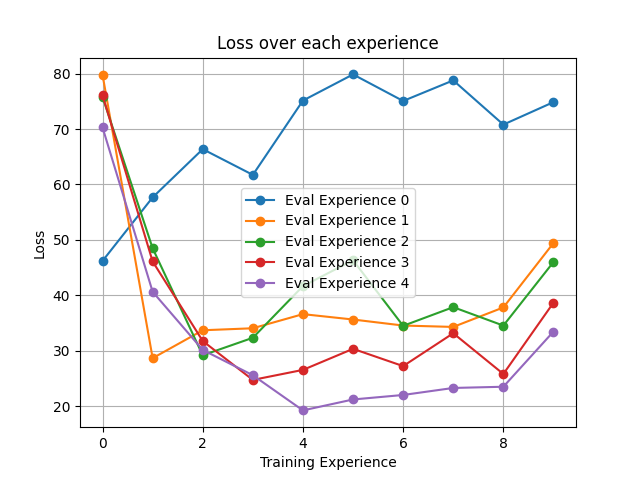 Loss over each experience
80
70
60
50
40
30
20
Loss
Eval Experience 0
Eval Experience 1
Eval Experience 2
Eval Experience 3
Eval Experience 4
0 2 4 6 8
Training Experience